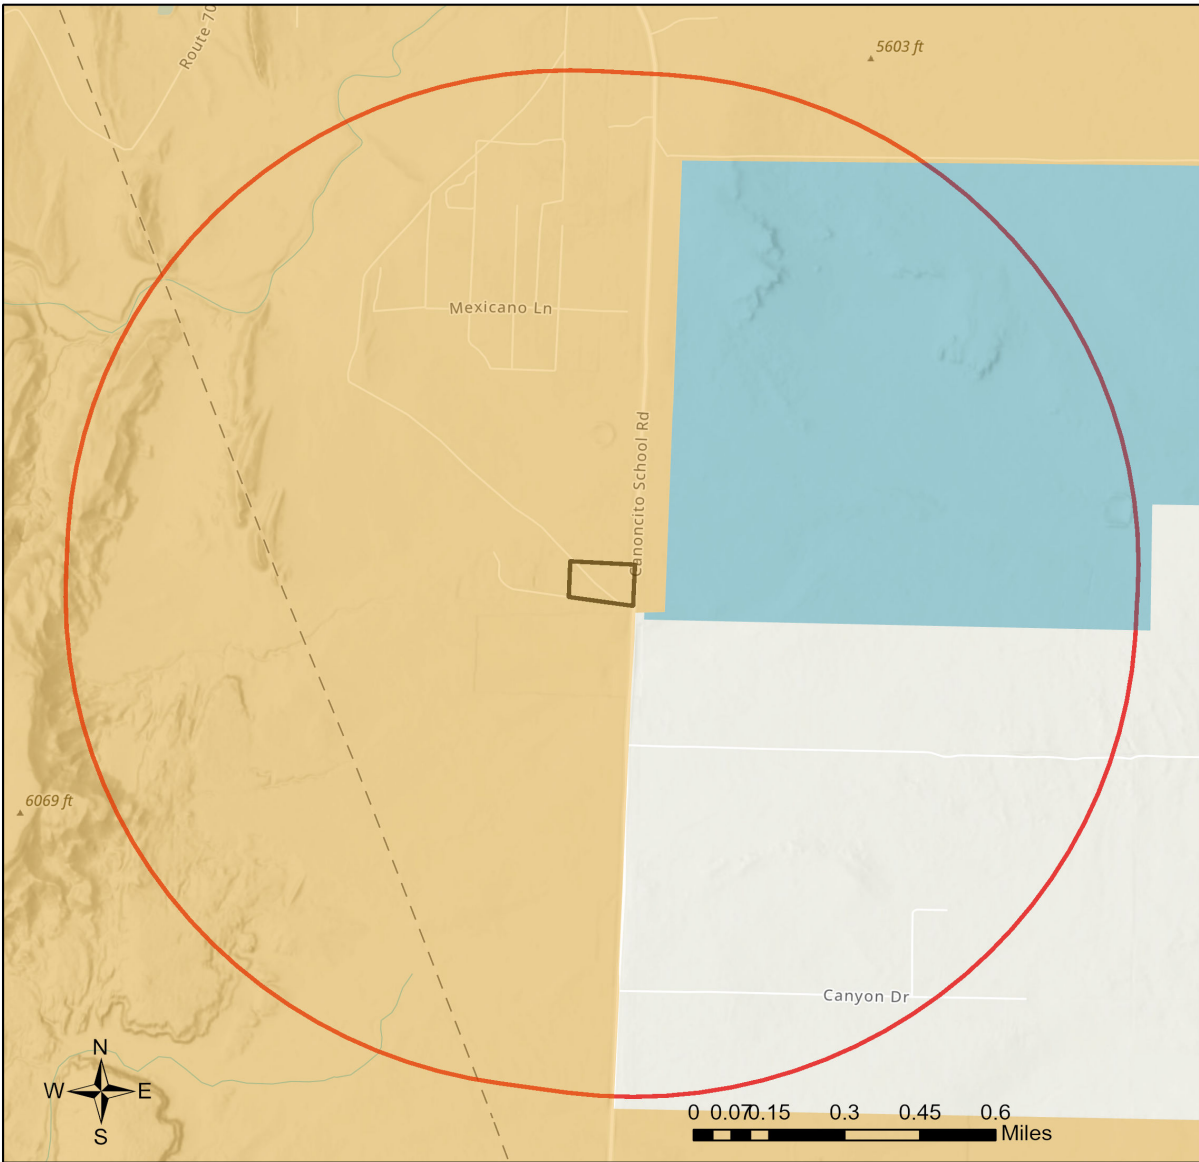 Route 70
5603 ft
Mexicano Ln
Canoncito School Rd
6069 ft
Canyon Dr
N
W E
S
0 0.07 0.15 0.3 0.45 0.6
Miles